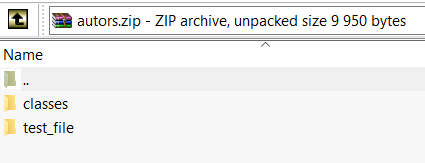 autors.zip - ZIP archive, unpacked size 9 950 bytes
Name
..
classes
test_file